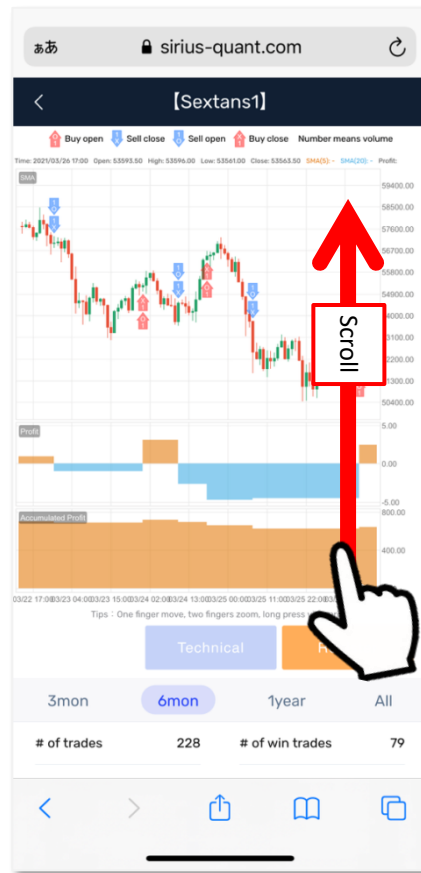 ぁあ sirius-quant.com
【Sextans1】
Buy open Sell close Sell open Buy close Number means volume
Time: 2021/03/26 17:00 Open: 53593.50 High: 53596.00 Low: 53561.00 Close: 53563.50 SMA(5): - SMA(20): - Profit:
SMA
59400.00
58500.00
57600.00
56700.00
55800.00
54900.00
54000.00
53100.00
52200.00
51300.00
50400.00
Scroll
Profit
5.00
0.00
-5.00
Accumulated Profit
800.00
400.00
03/22 17:00 03/23 04:00 03/23 15:00 03/24 02:00 03/24 13:00 03/25 00:00 03/25 11:00 03/25 22:00
Tips : One finger move, two fingers zoom, long press
Technical
3mon 6mon 1year All
# of trades 228 # of win trades 79